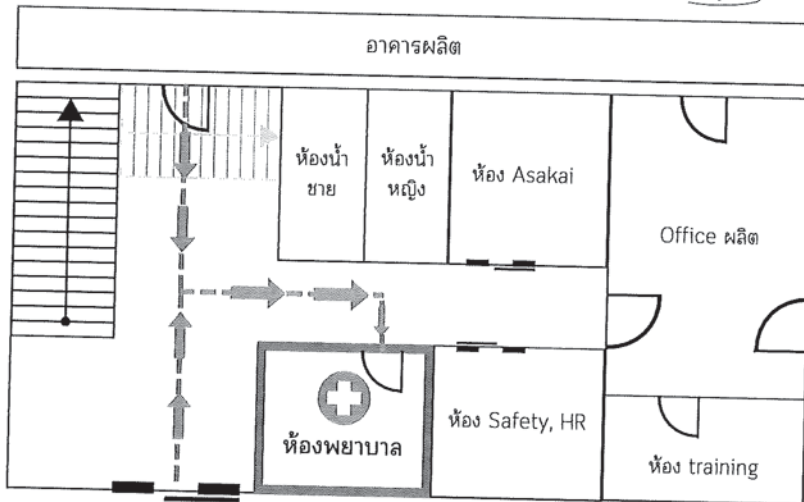 อาคารผลิต
ห้องน้ำ
ชาย
ห้องน้ำ
หญิง
ห้อง Asakai
Office ผลิต
ห้องพยาบาล
ห้อง Safety, HR
ห้อง training